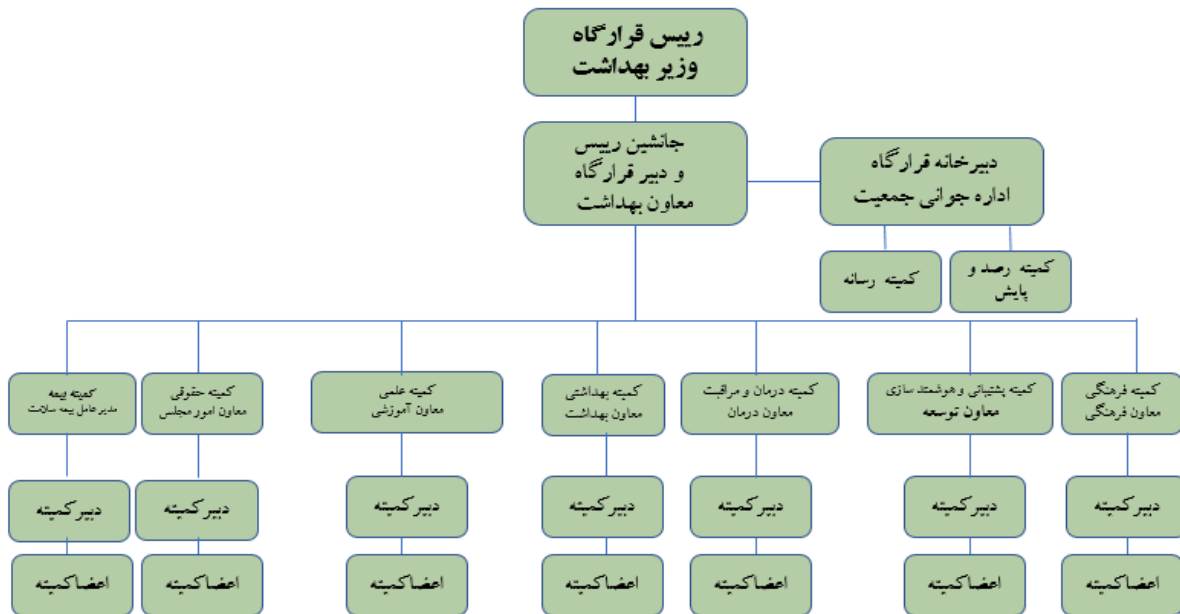 رییس قرارگاه
وزیر بهداشت
جانشین رییس
و دبیر قرارگاه
معاون بهداشت
دبیرخانه قرارگاه
اداره جوانی جمعیت
کمیته رصد و
پایش
کمیته رسانه
کمیته فرهنگی
معاون فرهنگی
کمیته پشتیبانی و هوشمند سازی
معاون توسعه
کمیته درمان و مراقبت
معاون درمان
کمیته بهداشتی
معاون بهداشت
کمیته علمی
معاون آموزشی
کمیته حقوقی
معاون امور مجلس
کمیته بیمه
مدیرعامل بیمه سلامت
دبیرکمیته
دبیرکمیته
دبیرکمیته
دبیرکمیته
دبیرکمیته
دبیرکمیته
دبیرکمیته
اعضاکمیته
اعضاکمیته
اعضاکمیته
اعضاکمیته
اعضاکمیته
اعضاکمیته
اعضاکمیته